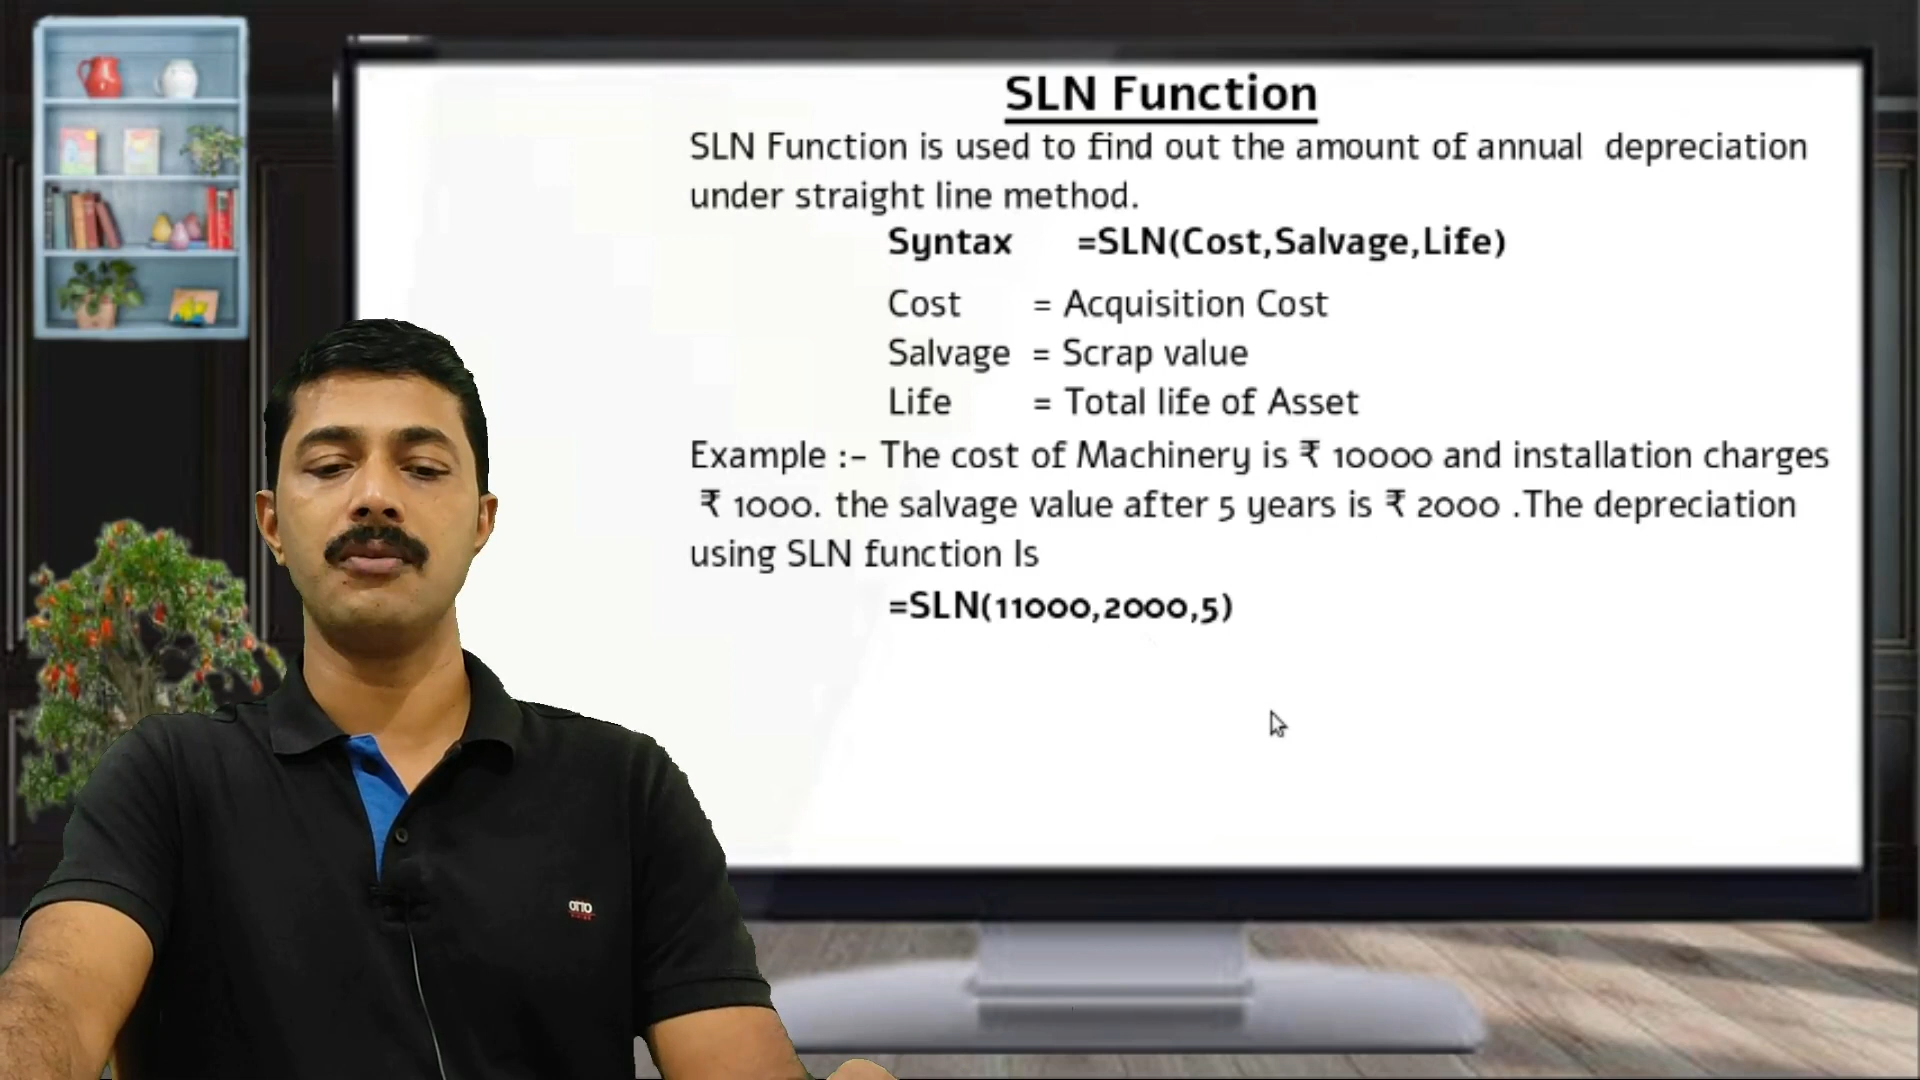 SLN Function
SLN Function is used to find out the amount of annual depreciation
under straight line method.
Syntax =SLN(Cost,Salvage,Life)
Cost = Acquisition Cost
Salvage = Scrap value
Life = Total life of Asset
Example :- The cost of Machinery is ₹ 10000 and installation charges
₹ 1000. the salvage value after 5 years is ₹ 2000 .The depreciation
using SLN function Is
=SLN(11000,2000,5)
otto